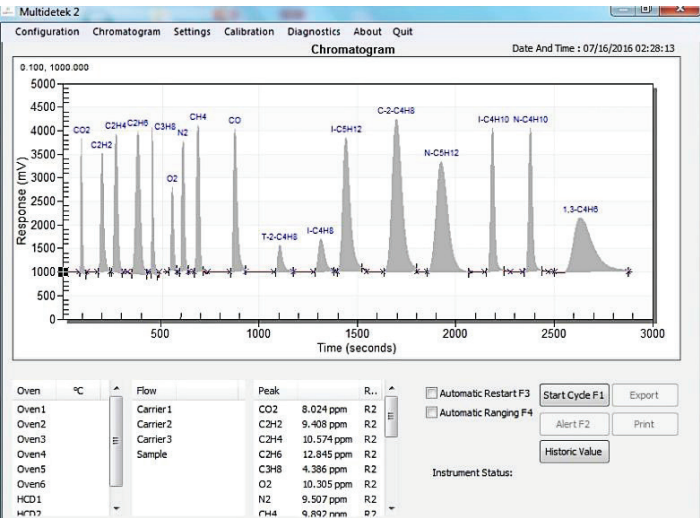 Multidetek 2
Configuration Chromatogram Settings Calibration Diagnostics About Quit
Chromatogram Date And Time : 07/16/2016 02:28:13
0.100, 1000.000
5000
4500
4000
3500
3000
2500
2000
1500
1000
500
0
Response (mV)
CO2
C2H2
C2H4
C2H6
C3H8
O2
N2
CH4
CO
T-2-C4H8
I-C4H8
I-C5H12
C-2-C4H8
N-C5H12
I-C4H10
N-C4H10
1,3-C4H6
500 1000 1500 2000 2500 3000
Time (seconds)
Oven ºC
Oven1
Oven2
Oven3
Oven4
Oven5
Oven6
HCD1
HCD2
Flow
Carrier1
Carrier2
Carrier3
Sample
Peak R..
CO2 8.024 ppm R2
C2H2 9.408 ppm R2
C2H4 10.574 ppm R2
C2H6 12.845 ppm R2
C3H8 4.386 ppm R2
O2 10.305 ppm R2
N2 9.507 ppm R2
CH4 9.892 ppm R2
Automatic Restart F3
Automatic Ranging F4
Start Cycle F1
Export
Alert F2
Print
Historic Value
Instrument Status: